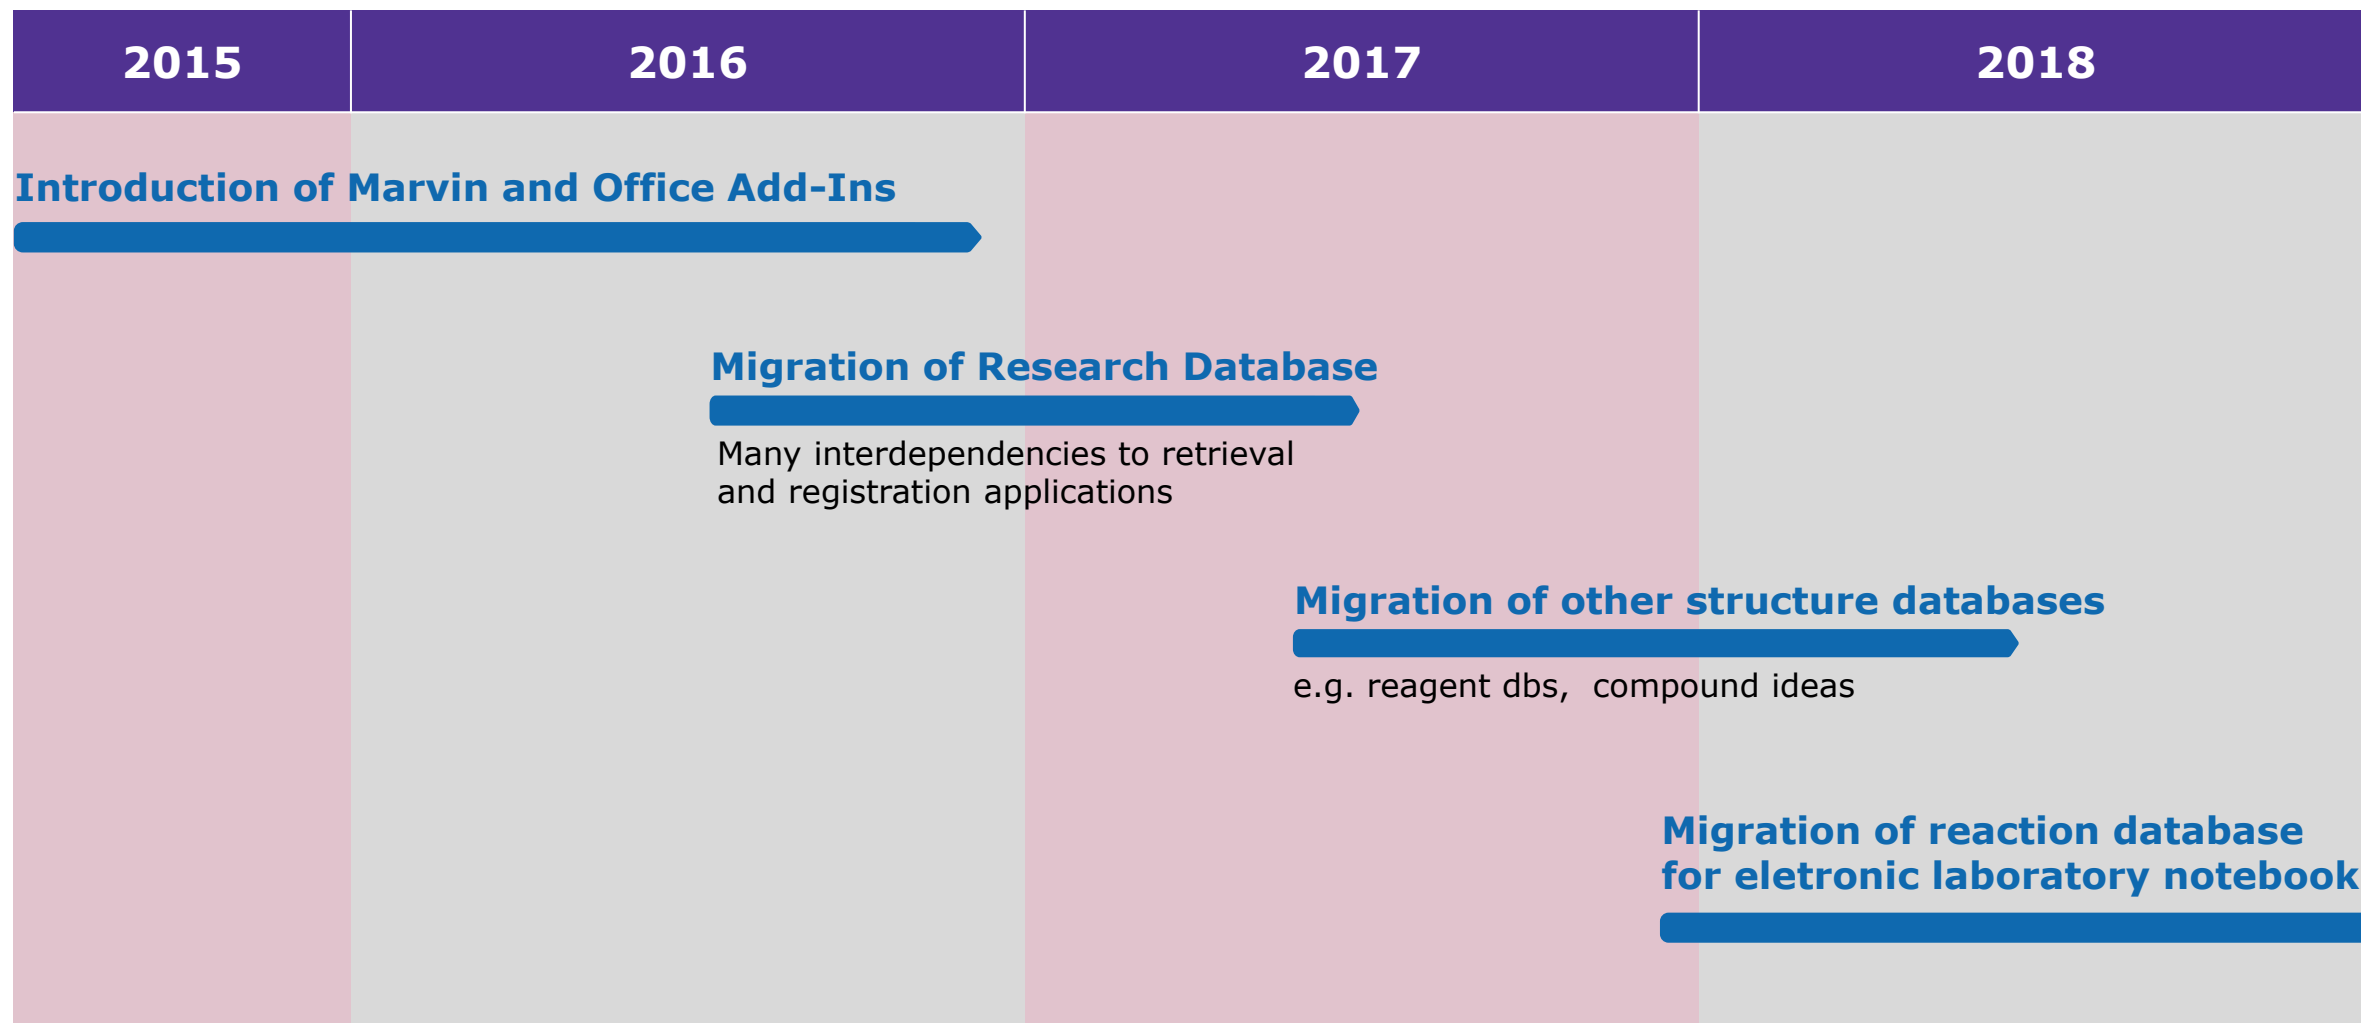 2015 2016 2017 2018
Introduction of Marvin and Office Add-Ins
Migration of Research Database
Many interdependencies to retrieval
and registration applications
Migration of other structure databases
e.g. reagent dbs,  compound ideas
Migration of reaction database
for eletronic laboratory notebook